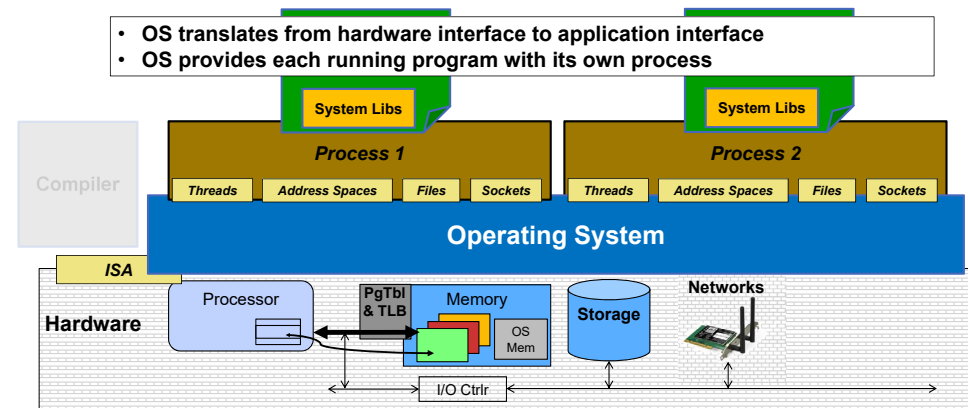 • OS translates from hardware interface to application interface
• OS provides each running program with its own process
System Libs
System Libs
Process 1
Process 2
Compiler
Threads
Address Spaces
Files
Sockets
Threads
Address Spaces
Files
Sockets
Operating System
ISA
Hardware
Processor
PgTbl
& TLB
Memory
OS
Mem
Storage
Networks
I/O Ctrlr